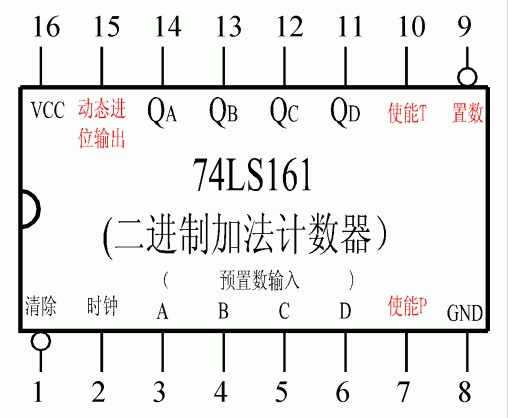 16 15 14 13 12 11 10 9
VCC 动态进位输出 QA QB QC QD 使能T 置数
74LS161
(二进制加法计数器)
( 预置数输入 )
清除 时钟 A B C D 使能P GND
1 2 3 4 5 6 7 8